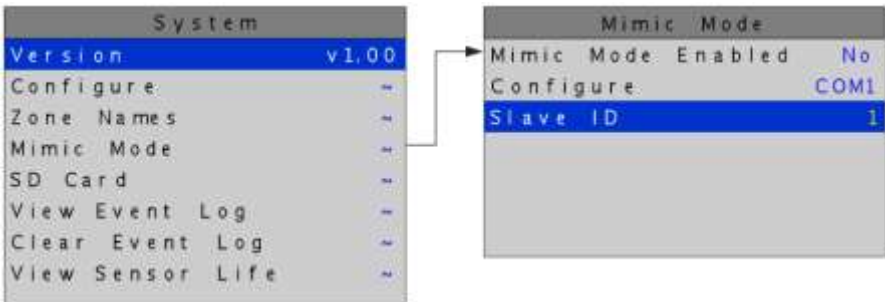 System
Version v1.00
Configure ~
Zone Names ~
Mimic Mode ~
SD Card ~
View Event Log ~
Clear Event Log ~
View Sensor Life ~
Mimic Mode
Mimic Mode Enabled No
Configure COM1
Slave ID 1